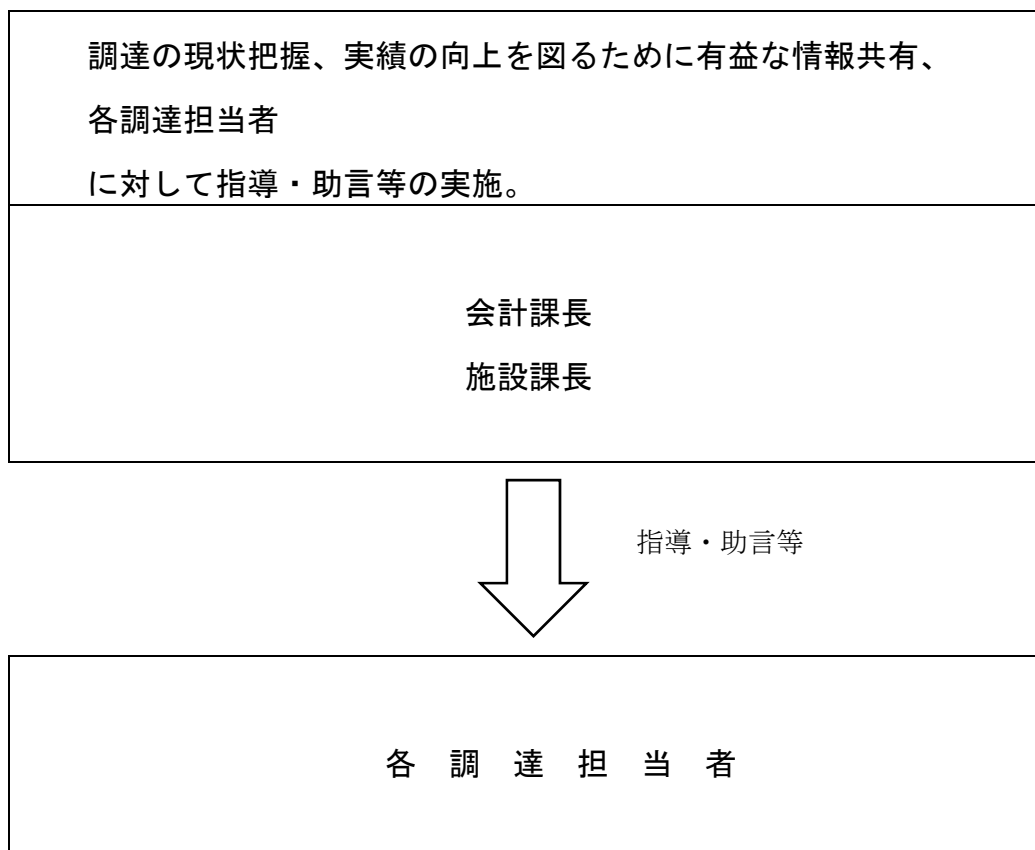 調達の現状把握、実績の向上を図るために有益な情報共有、
各調達担当者
に対して指導・助言等の実施。
会計課長
施設課長
指導・助言等
各　調　達　担　当　者